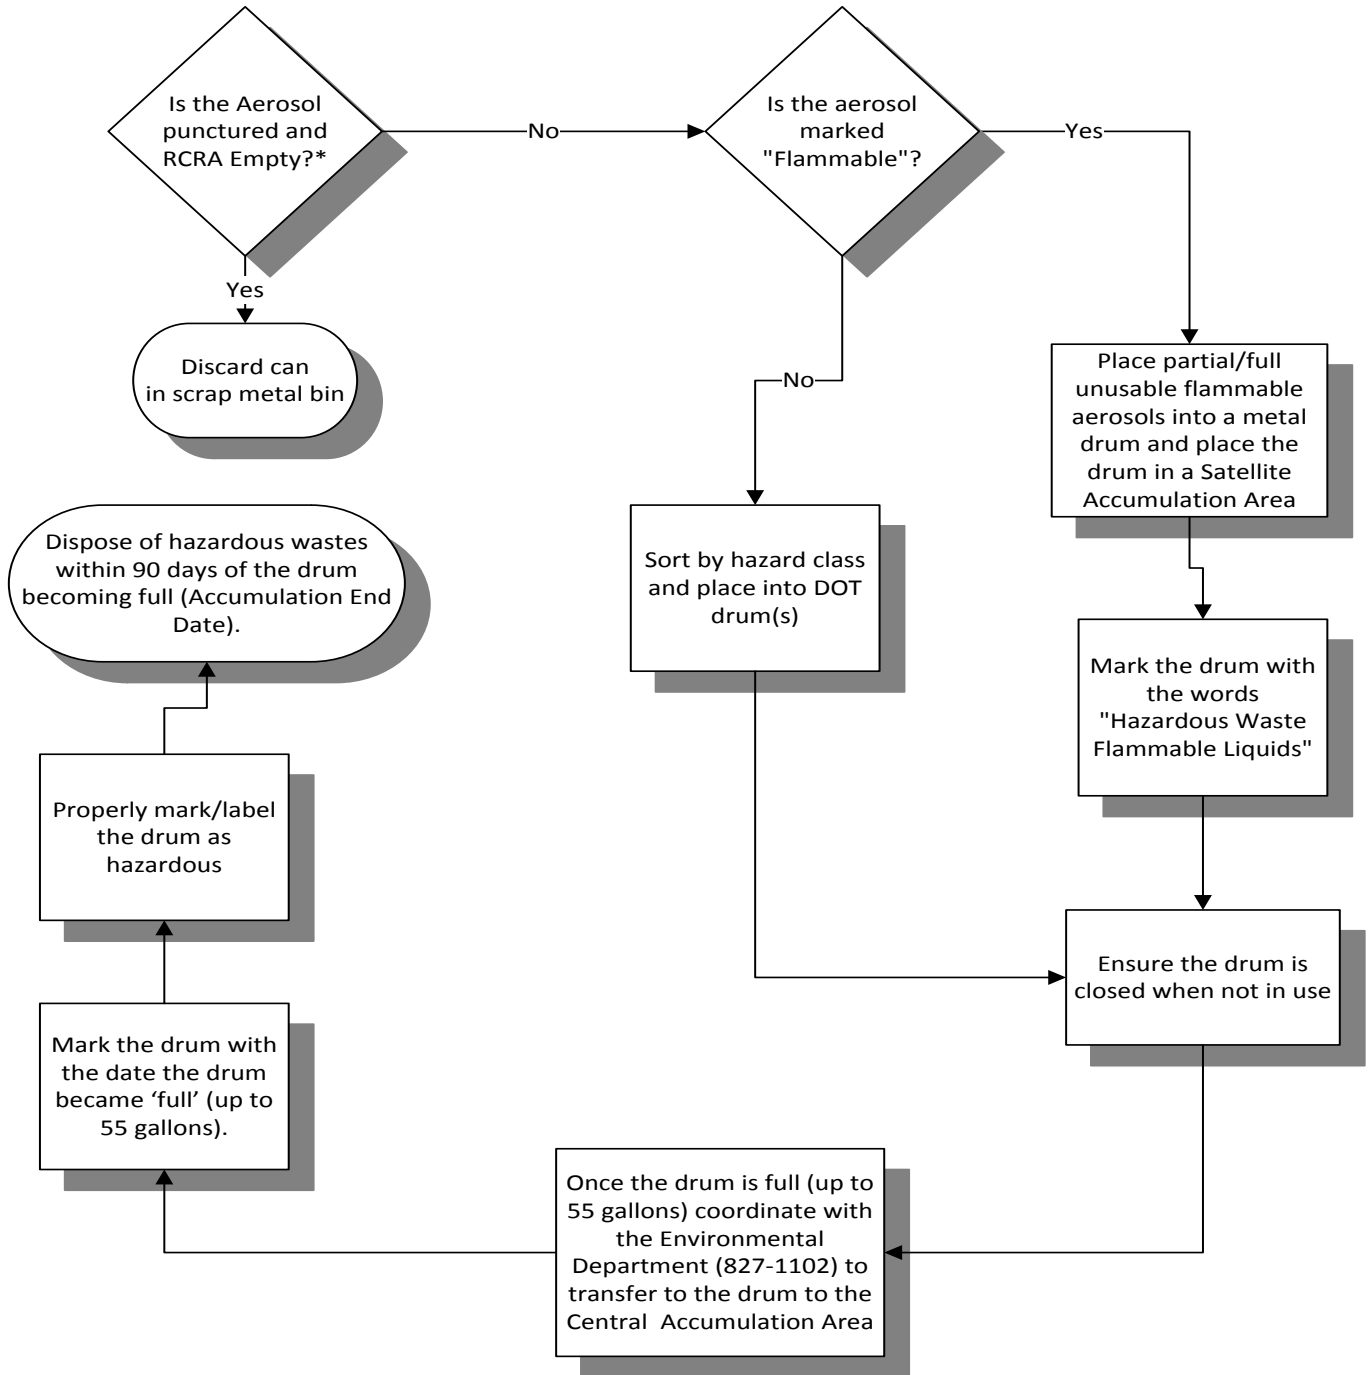 Is the Aerosol
punctured and
RCRA Empty?*
No
Is the aerosol
marked
"Flammable"?
Yes
Yes
Discard can
in scrap metal bin
No
Place partial/full
unusable flammable
aerosols into a metal
drum and place the
drum in a Satellite
Accumulation Area
Dispose of hazardous wastes
within 90 days of the drum
becoming full (Accumulation End
Date).
Sort by hazard class
and place into DOT
drum(s)
Mark the drum with
the words
"Hazardous Waste
Flammable Liquids"
Properly mark/label
the drum as
hazardous
Ensure the drum is
closed when not in use
Mark the drum with
the date the drum
became ‘full’ (up to
55 gallons).
Once the drum is full (up to
55 gallons) coordinate with
the Environmental
Department (827-1102) to
transfer to the drum to the
Central  Accumulation Area